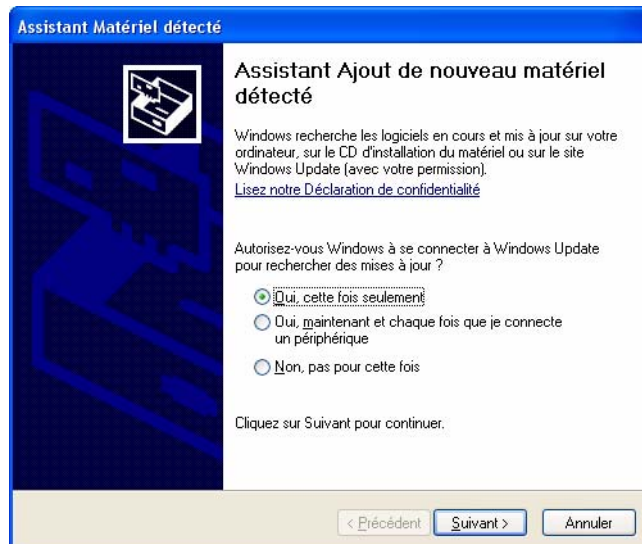 Assistant Matériel détecté
Assistant Ajout de nouveau matériel
détecté
Windows recherche les logiciels en cours et mis à jour sur votre
ordinateur, sur le CD d'installation du matériel ou sur le site
Windows Update (avec votre permission).
Lisez notre Déclaration de confidentialité
Autorisez-vous Windows à se connecter à Windows Update
pour rechercher des mises à jour ?
Oui, cette fois seulement
Oui, maintenant et chaque fois que je connecte
un périphérique
Non, pas pour cette fois
Cliquez sur Suivant pour continuer.
< Précédent
Suivant >
Annuler